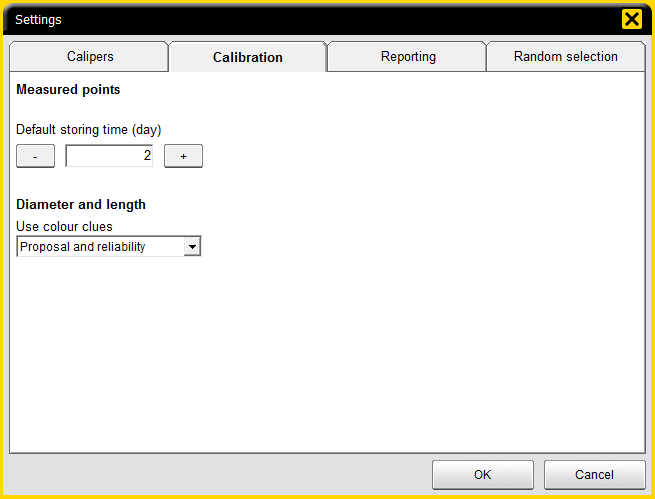 Settings
Calipers Calibration Reporting Random selection
Measured points
Default storing time (day)
- 2 +
Diameter and length
Use colour clues
Proposal and reliability
OK Cancel